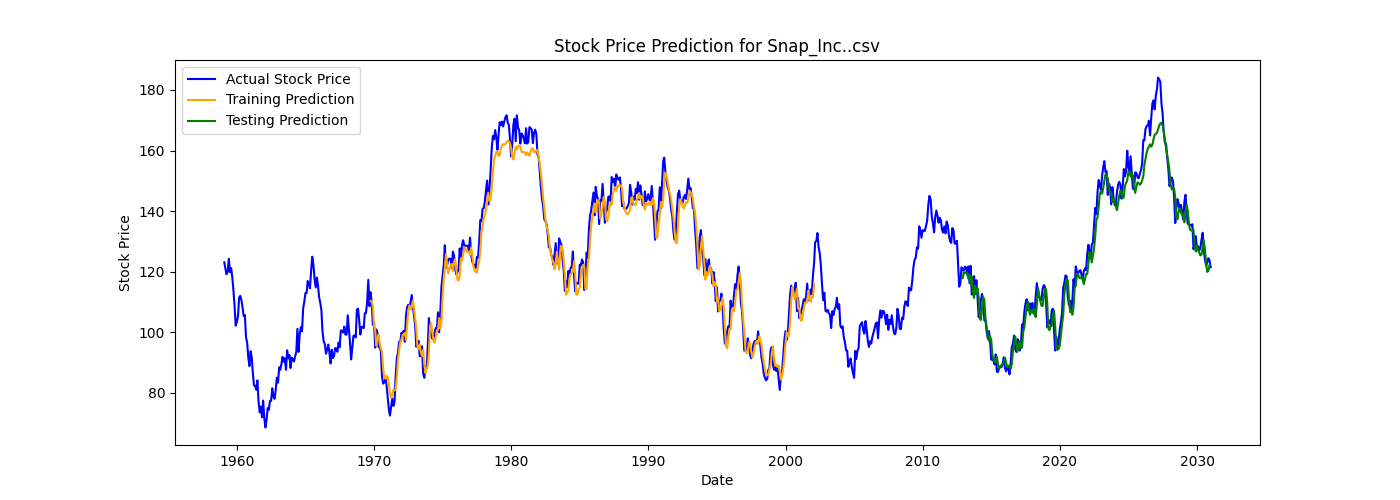 Stock Price Prediction for Snap_Inc..csv
Actual Stock Price
Training Prediction
Testing Prediction
Stock Price
180
160
140
120
100
80
1960
1970
1980
1990
2000
2010
2020
2030
Date